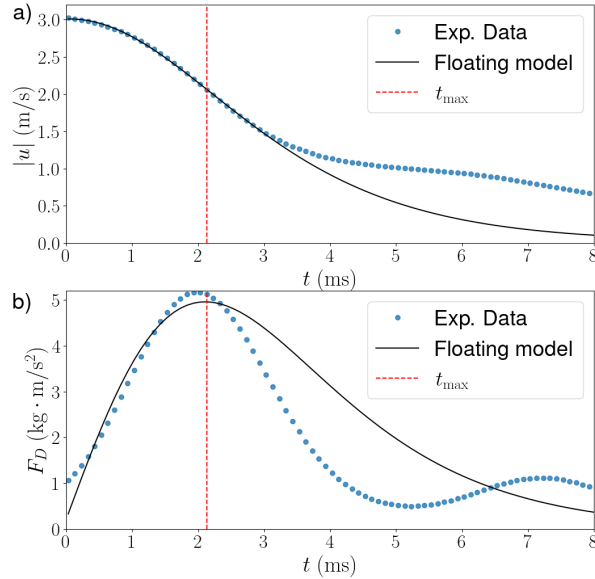 a)
3.0
2.5
2.0
1.5
1.0
0.5
0.0
|u| (m/s)
Exp. Data
Floating model
t_max
0 1 2 3 4 5 6 7 8
t (ms)
b)
5
4
3
2
1
0
F_D (kg · m/s²)
Exp. Data
Floating model
t_max
0 1 2 3 4 5 6 7 8
t (ms)